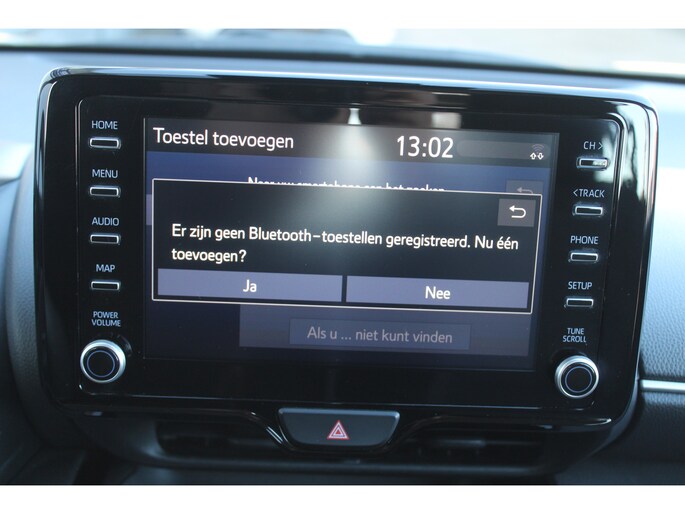 HOME
MENU
AUDIO
MAP
POWER
VOLUME
Toestel toevoegen 13:02
Er zijn geen Bluetooth-toestellen geregistreerd. Nu één
toevoegen?
Ja Nee
Als u ... niet kunt vinden
CH >
<TRACK
PHONE
SETUP
TUNE
SCROLL